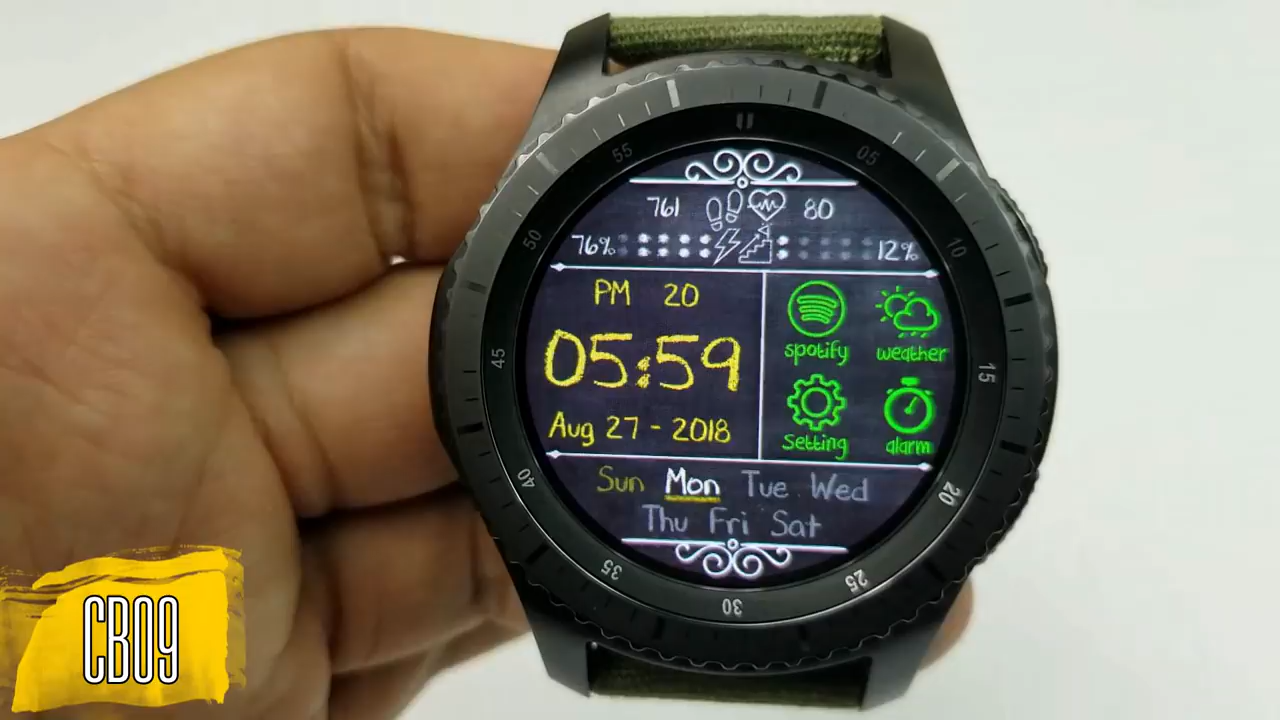 55
05
50
10
45
15
40
20
35
30
25
761 80
76% 12%
PM 20
05:59
Aug 27 - 2018
spotify weather
Setting alarm
Sun Mon Tue Wed
Thu Fri Sat
CB09